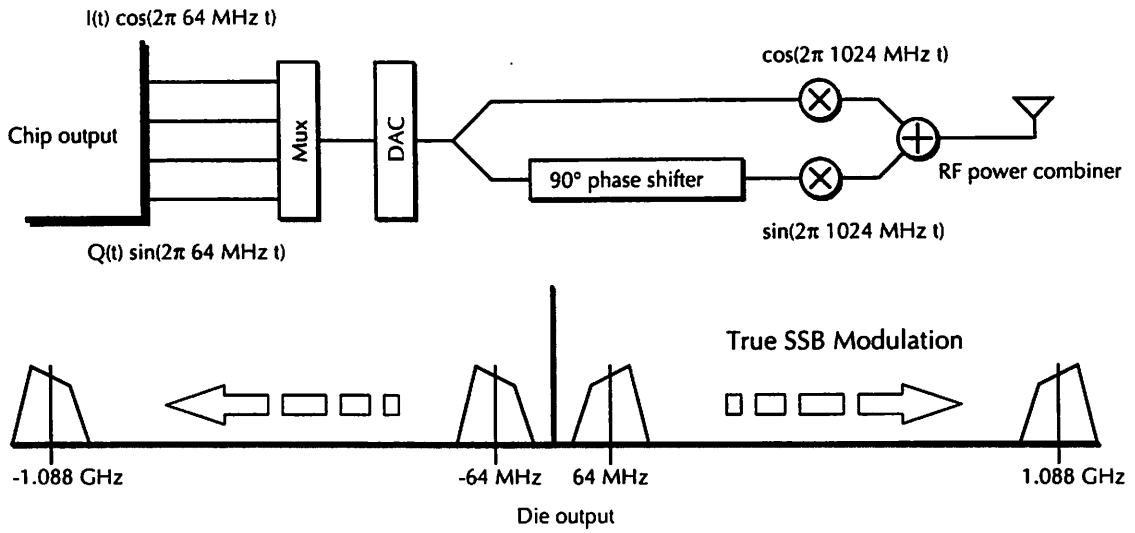 I(t) cos(2π 64 MHz t)
cos(2π 1024 MHz t)
Chip output
Mux
DAC
90° phase shifter
RF power combiner
sin(2π 1024 MHz t)
Q(t) sin(2π 64 MHz t)
True SSB Modulation
-1.088 GHz
-64 MHz
64 MHz
1.088 GHz
Die output